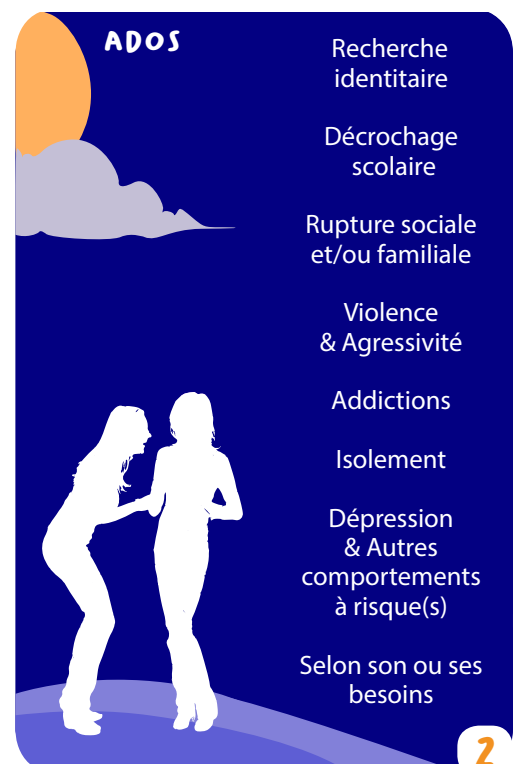 ADOS
Recherche
identitaire
Décrochage
scolaire
Rupture sociale
et/ou familiale
Violence
& Agressivité
Addictions
Isolement
Dépression
& Autres
comportements
à risque(s)
Selon son ou ses
besoins
2